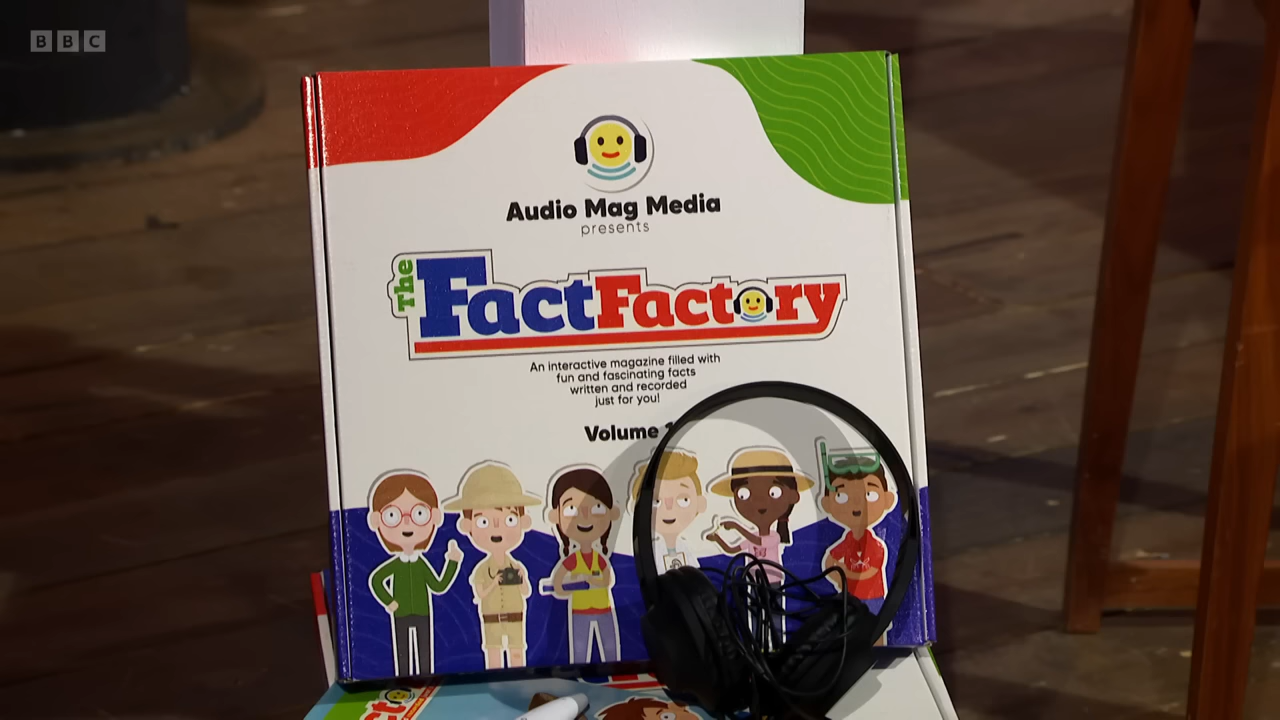 BBC
Audio Mag Media
presents
The FactFactory
An interactive magazine filled with
fun and fascinating facts
written and recorded
just for you!
Volume